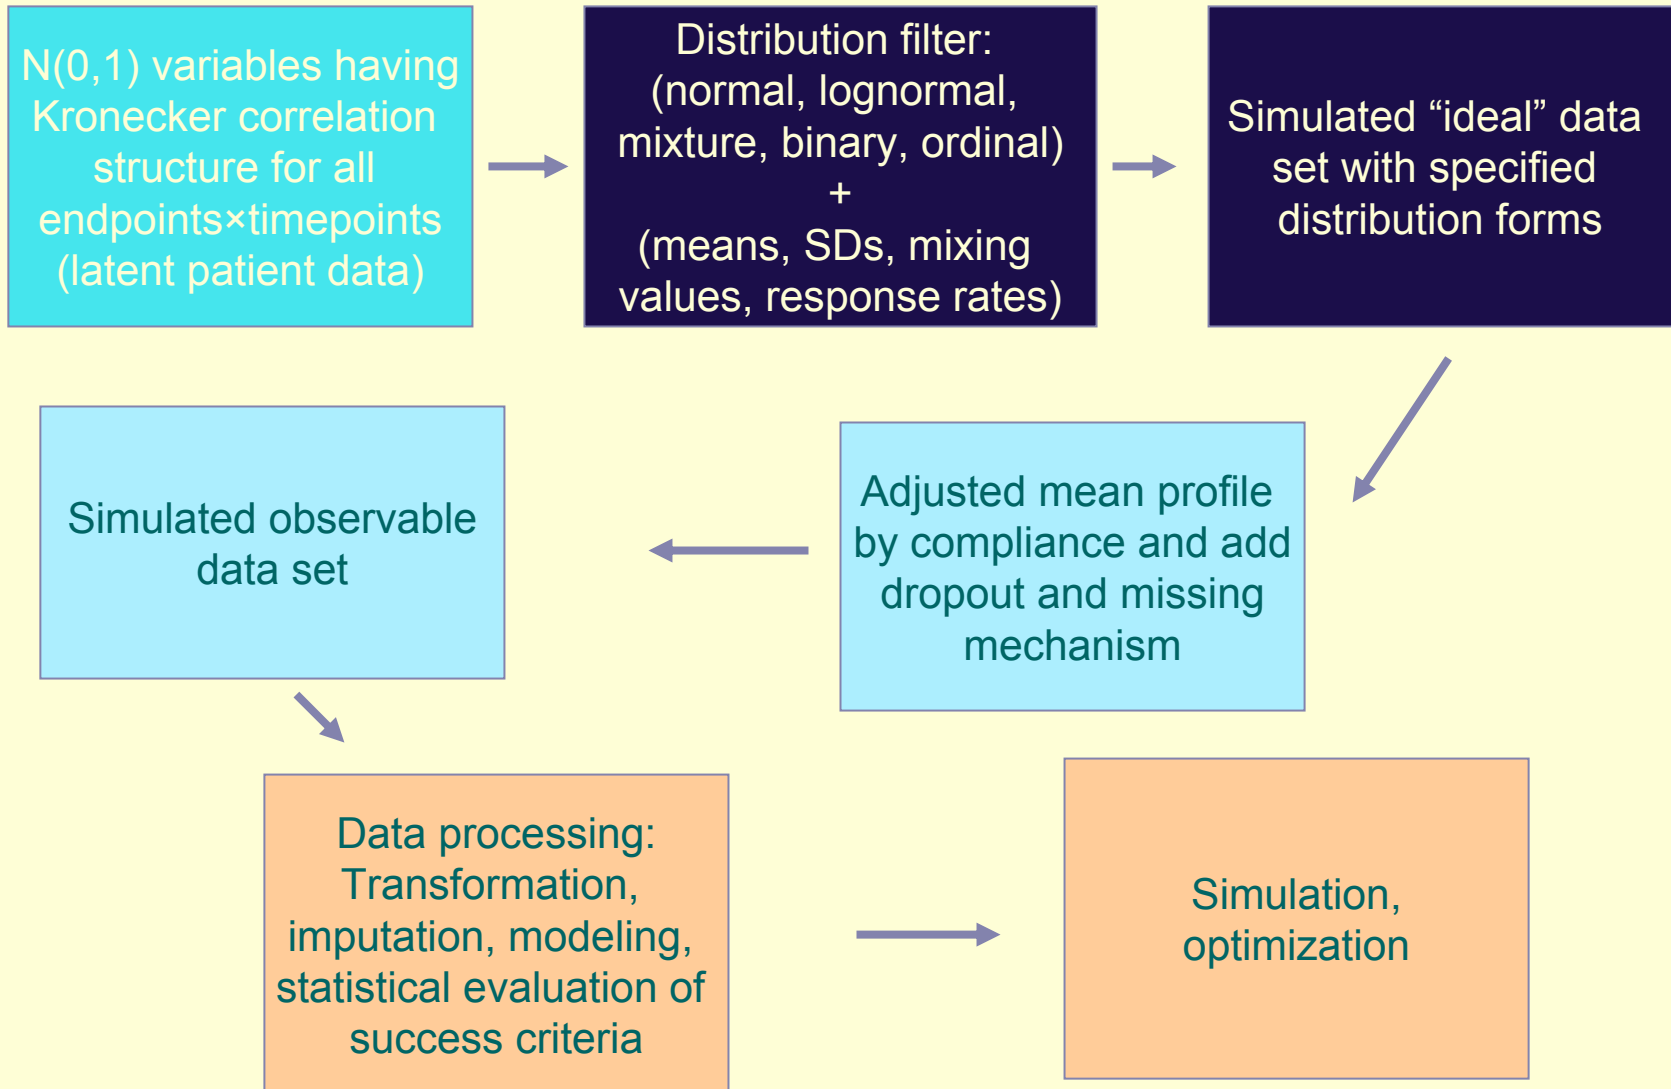 N(0,1) variables having
Kronecker correlation
structure for all
endpoints×timepoints
(latent patient data)
Distribution filter:
(normal, lognormal,
mixture, binary, ordinal)
+
(means, SDs, mixing
values, response rates)
Simulated “ideal” data
set with specified
distribution forms
Simulated observable
data set
Adjusted mean profile
by compliance and add
dropout and missing
mechanism
Data processing:
Transformation,
imputation, modeling,
statistical evaluation of
success criteria
Simulation,
optimization